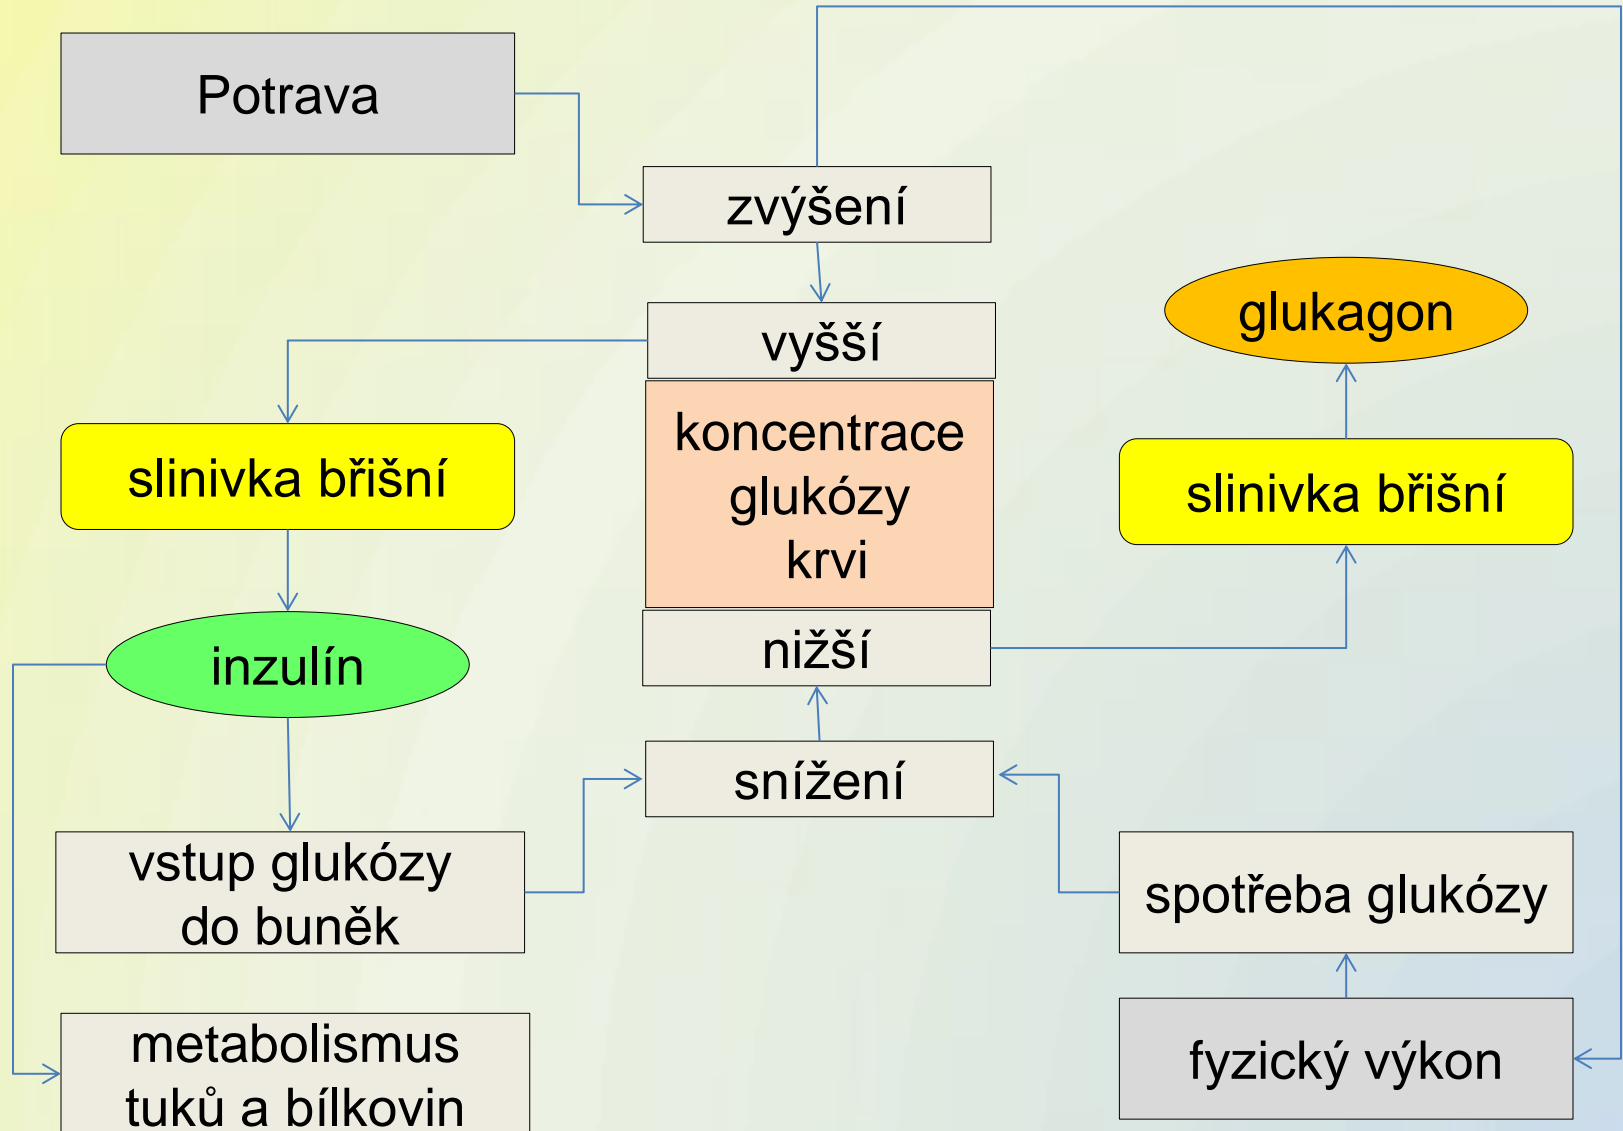 Potrava
zvýšení
glukagon
vyšší
koncentrace
glukózy
krvi
slinivka břišní
slinivka břišní
nižší
inzulín
snížení
vstup glukózy
do buněk
spotřeba glukózy
metabolismus
tuků a bílkovin
fyzický výkon